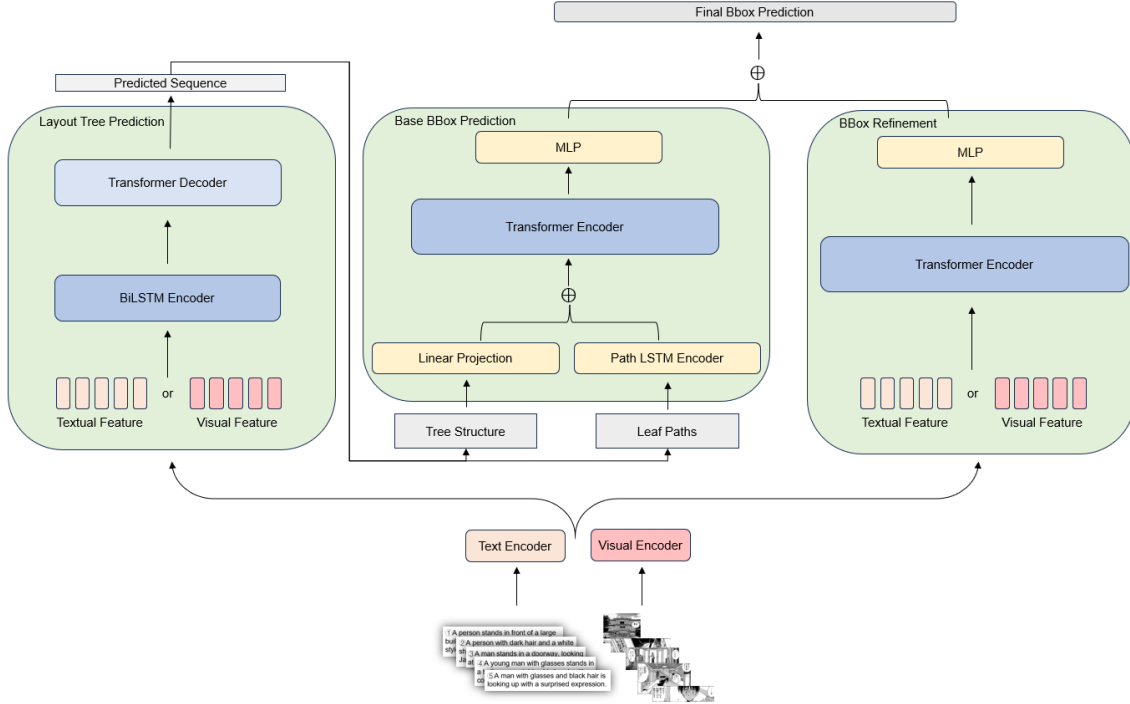 Final Bbox Prediction
Predicted Sequence
Layout Tree Prediction
Transformer Decoder
BiLSTM Encoder
or
Textual Feature
Visual Feature
Base BBox Prediction
MLP
Transformer Encoder
Linear Projection
Path LSTM Encoder
Tree Structure
Leaf Paths
BBox Refinement
MLP
Transformer Encoder
or
Textual Feature
Visual Feature
Text Encoder
Visual Encoder
1 A person stands in front of a large
2 A person with dark hair and a white
3 A man stands in a doorway, looking
4 A young man with glasses stands in
5 A man with glasses and black hair is
looking up with a surprised expression.